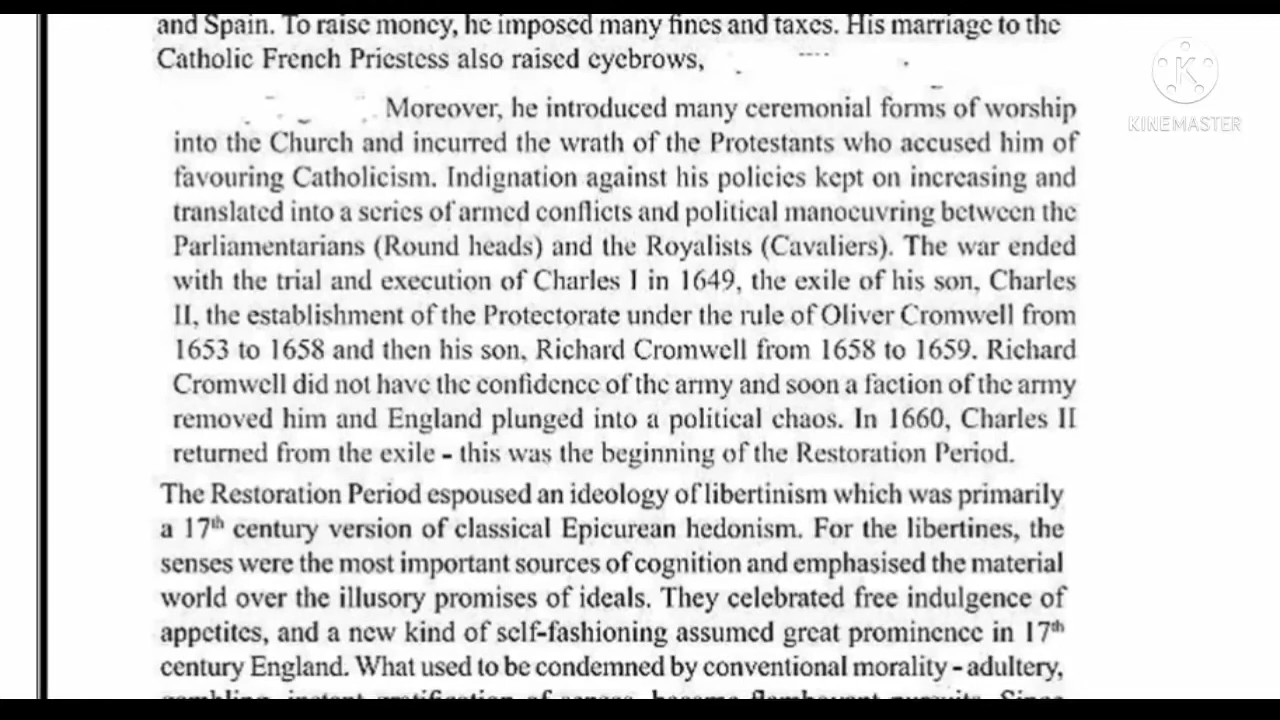 and Spain. To raise money, he imposed many fines and taxes. His marriage to the
Catholic French Priestess also raised eyebrows,
K
KINEMASTER
Moreover, he introduced many ceremonial forms of worship
into the Church and incurred the wrath of the Protestants who accused him of
favouring Catholicism. Indignation against his policies kept on increasing and
translated into a series of armed conflicts and political manoeuvring between the
Parliamentarians (Round heads) and the Royalists (Cavaliers). The war ended
with the trial and execution of Charles I in 1649, the exile of his son, Charles
II, the establishment of the Protectorate under the rule of Oliver Cromwell from
1653 to 1658 and then his son, Richard Cromwell from 1658 to 1659. Richard
Cromwell did not have the confidence of the army and soon a faction of the army
removed him and England plunged into a political chaos. In 1660, Charles II
returned from the exile - this was the beginning of the Restoration Period.
The Restoration Period espoused an ideology of libertinism which was primarily
a 17th century version of classical Epicurean hedonism. For the libertines, the
senses were the most important sources of cognition and emphasised the material
world over the illusory promises of ideals. They celebrated free indulgence of
appetites, and a new kind of self-fashioning assumed great prominence in 17th
century England. What used to be condemned by conventional morality - adultery,
gambling, instant gratification of senses, became flamboyant pursuits. Since